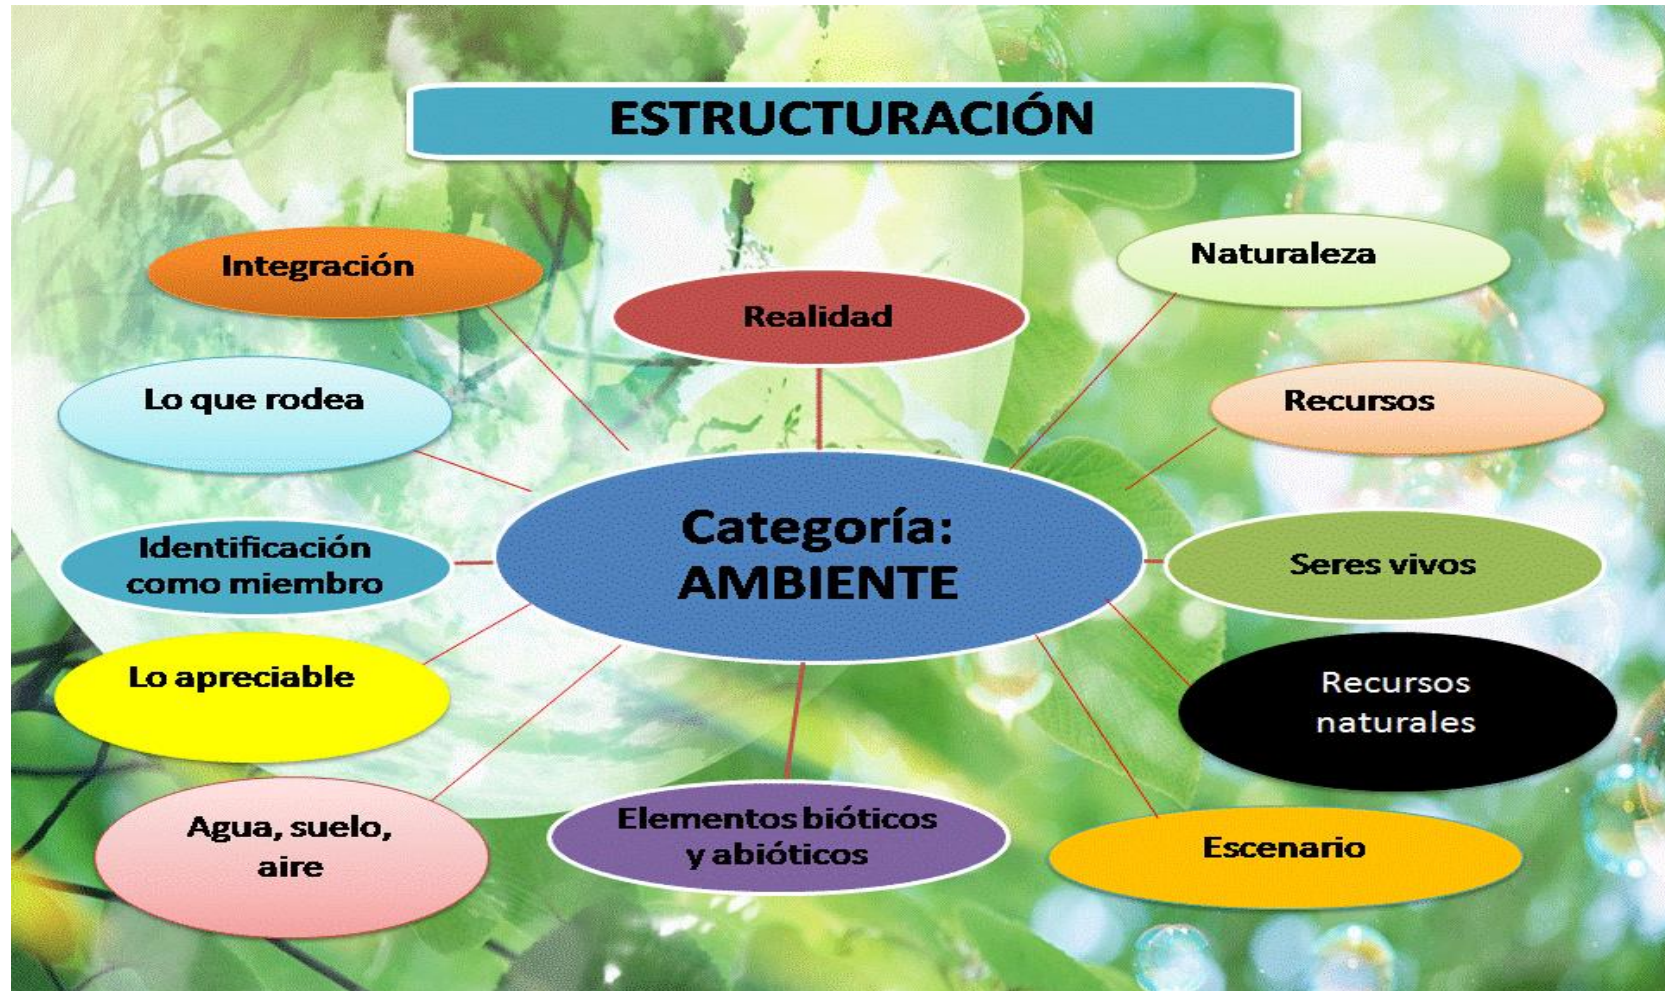 ESTRUCTURACIÓN
Integración
Realidad
Naturaleza
Lo que rodea
Recursos
Categoría:
AMBIENTE
Identificación
como miembro
Seres vivos
Lo apreciable
Recursos
naturales
Agua, suelo,
aire
Elementos bióticos
y abióticos
Escenario